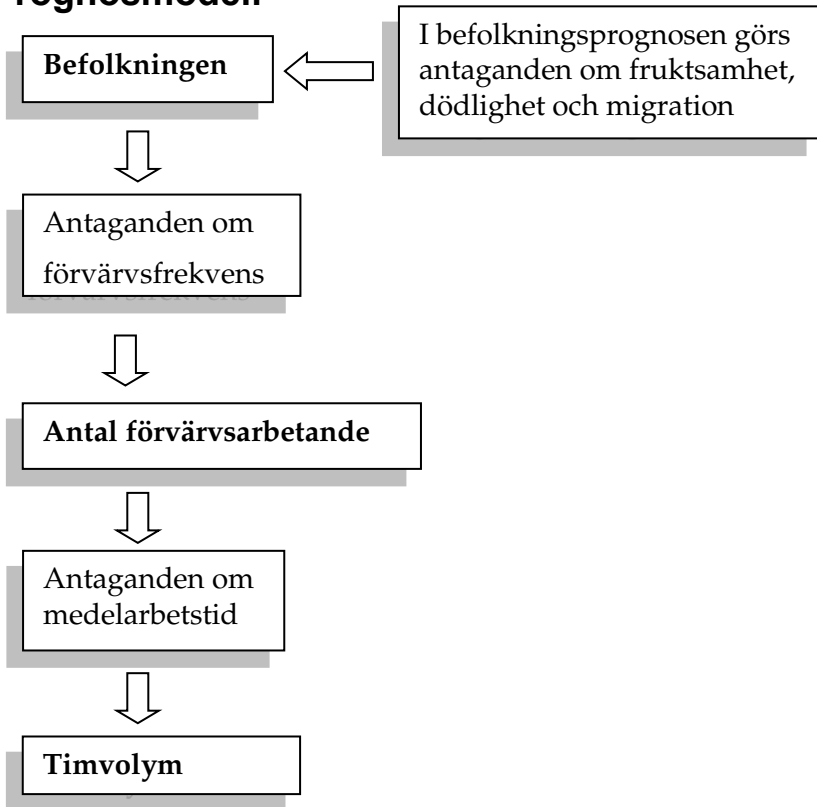 rognosmodell
Befolkningen
I befolkningsprognosen görs
antaganden om fruktsamhet,
dödlighet och migration
Antaganden om
förvärvsfrekvens
Antal förvärvsarbetande
Antaganden om
medelarbetstid
Timvolym